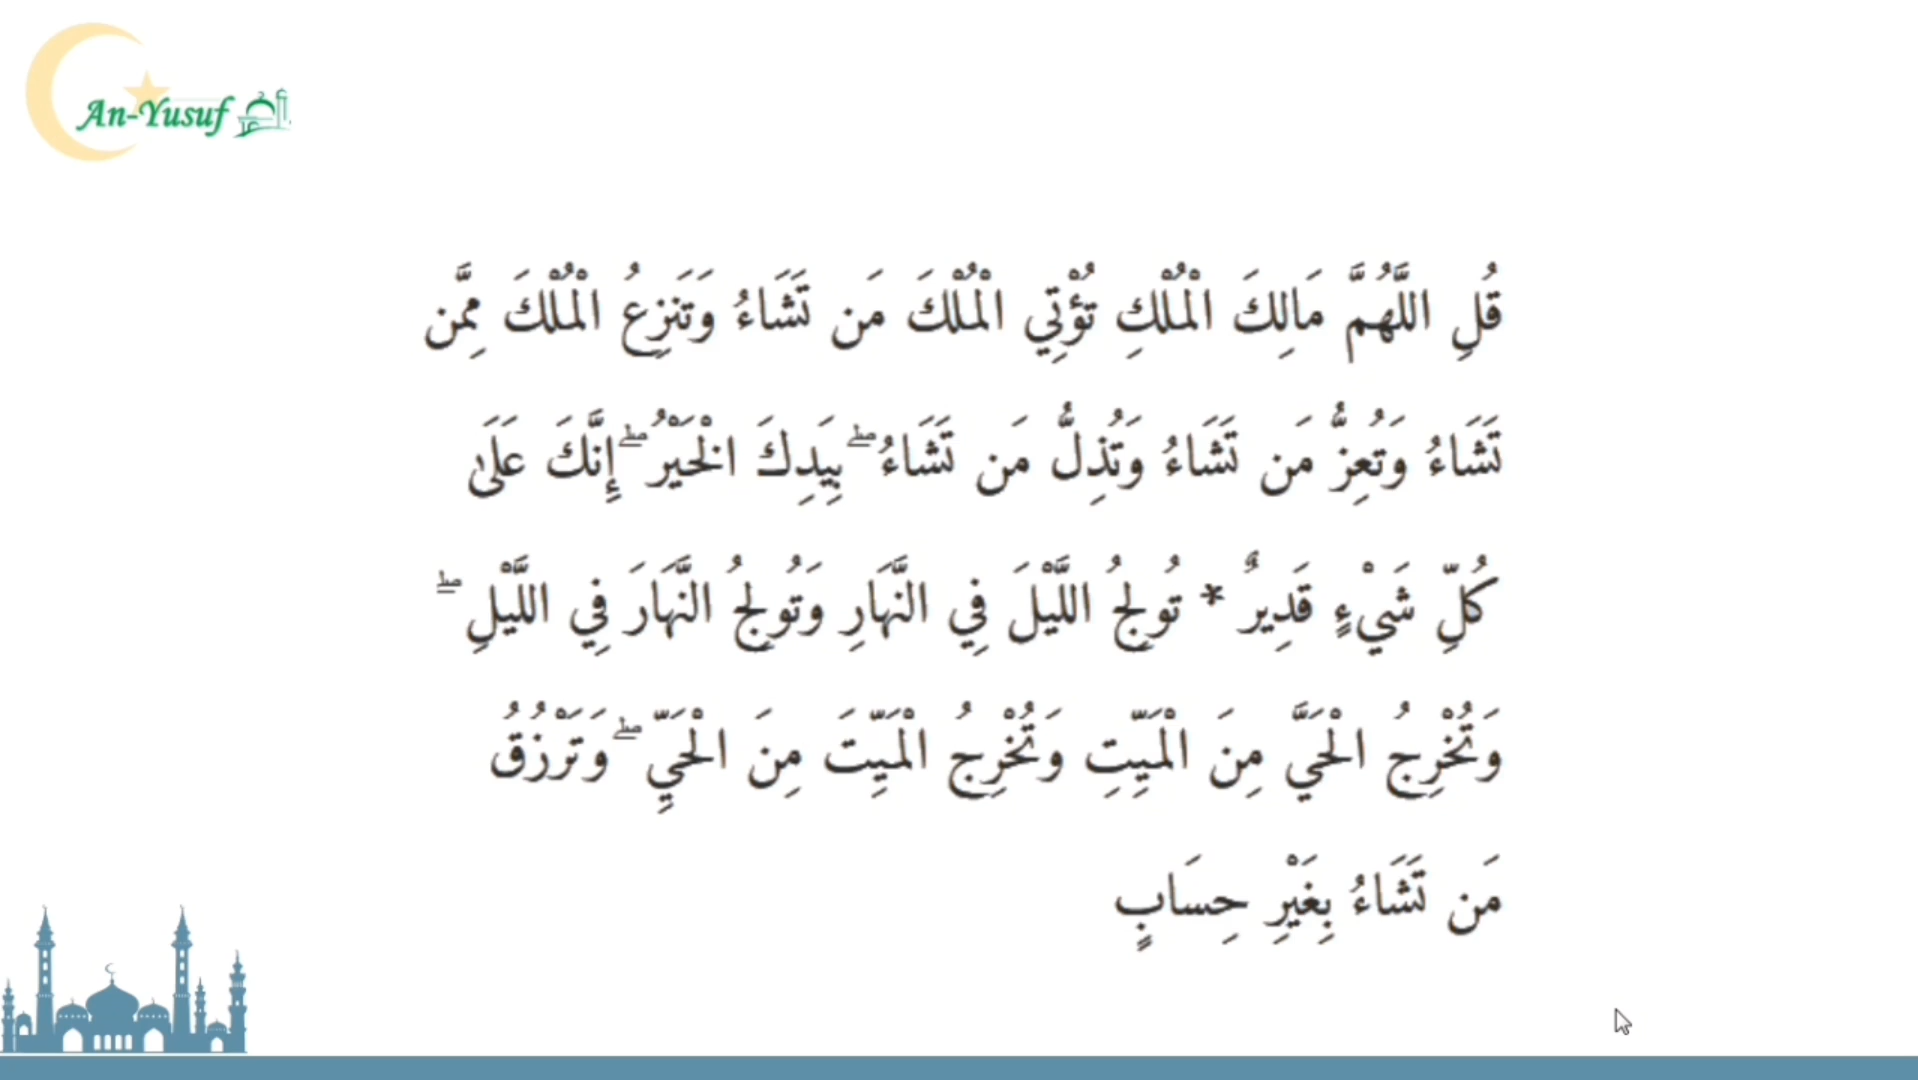 An-Yusuf
قُلِ اللَّهُمَّ مَالِكَ الْمُلْكِ تُؤْتِي الْمُلْكَ مَن تَشَاءُ وَتَنزِعُ الْمُلْكَ مِمَّن
تَشَاءُ وَتُعِزُّ مَن تَشَاءُ وَتُذِلُّ مَن تَشَاءُ ۖ بِيَدِكَ الْخَيْرُ ۖ إِنَّكَ عَلَىٰ
كُلِّ شَيْءٍ قَدِيرٌ * تُولِجُ اللَّيْلَ فِي النَّهَارِ وَتُولِجُ النَّهَارَ فِي اللَّيْلِ ۖ
وَتُخْرِجُ الْحَيَّ مِنَ الْمَيِّتِ وَتُخْرِجُ الْمَيِّتَ مِنَ الْحَيِّ ۖ وَتَرْزُقُ
مَن تَشَاءُ بِغَيْرِ حِسَابٍ